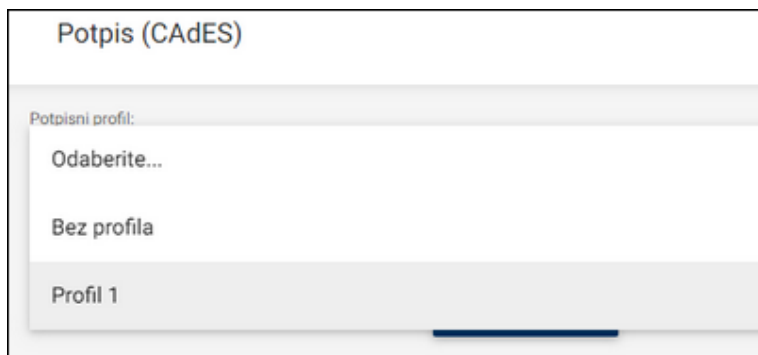 Potpis (CAdES)
Potpisni profil:
Odaberite...
Bez profila
Profil 1